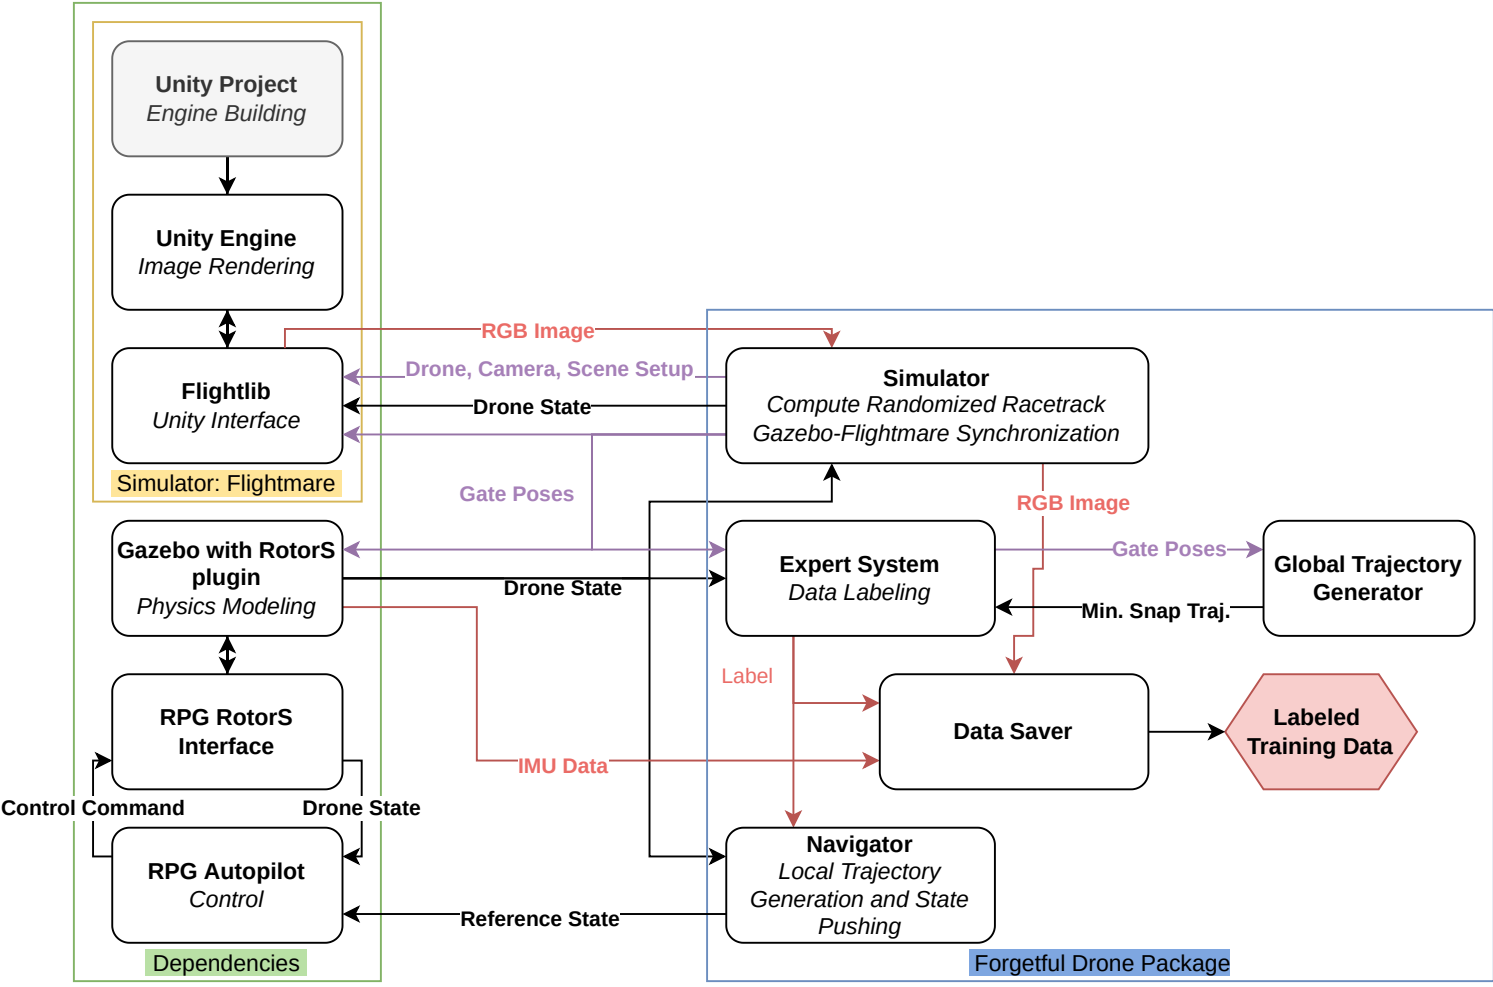 Unity Project
Engine Building
Unity Engine
Image Rendering
RGB Image
Flightlib
Unity Interface
Drone, Camera, Scene Setup
Drone State
Simulator
Compute Randomized Racetrack
Gazebo-Flightmare Synchronization
Simulator: Flightmare
Gate Poses
RGB Image
Gazebo with RotorS
plugin
Physics Modeling
Drone State
Expert System
Data Labeling
Gate Poses
Min. Snap Traj.
Global Trajectory
Generator
Label
RPG RotorS
Interface
IMU Data
Data Saver
Labeled
Training Data
Control Command
Drone State
RPG Autopilot
Control
Reference State
Navigator
Local Trajectory
Generation and State
Pushing
Dependencies
Forgetful Drone Package